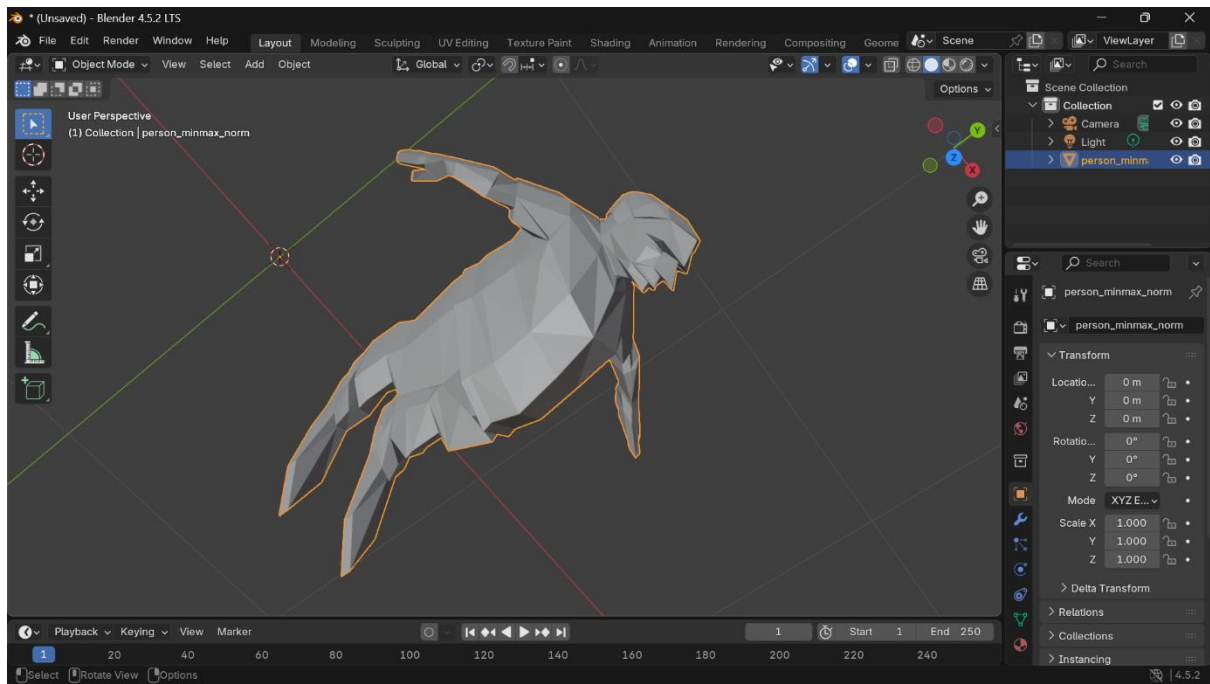 * (Unsaved) - Blender 4.5.2 LTS
File Edit Render Window Help Layout Modeling Sculpting UV Editing Texture Paint Shading Animation Rendering Compositing Geome Scene ViewLayer
Object Mode View Select Add Object Global Search
Options
User Perspective
(1) Collection | person_minmax_norm
Y
Z
X
Scene Collection
Collection
Camera
Light
person_minm
Search
person_minmax_norm
person_minmax_norm
Transform
Locatio... 0 m
Y 0 m
Z 0 m
Rotatio... 0°
Y 0°
Z 0°
Mode XYZ E...
Scale X 1.000
Y 1.000
Z 1.000
Delta Transform
Relations
Collections
Instancing
Playback Keying View Marker 1 Start 1 End 250
1 20 40 60 80 100 120 140 160 180 200 220 240
Select Rotate View Options 4.5.2